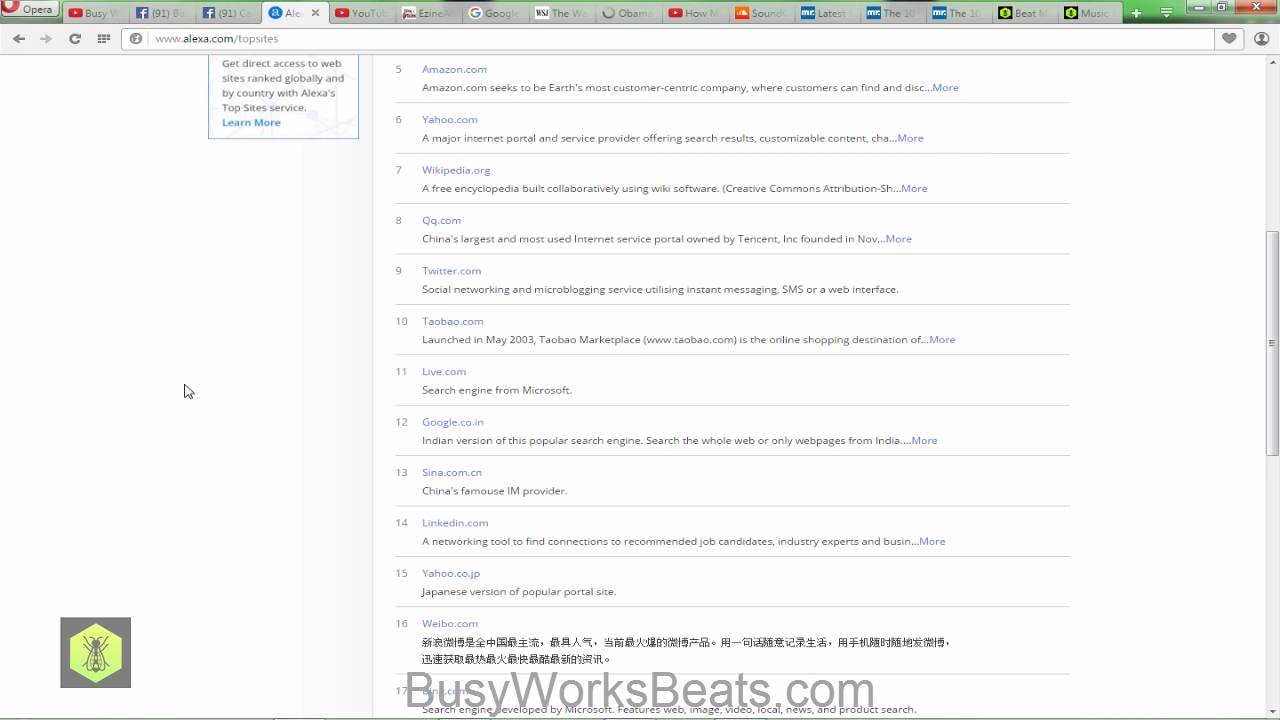 Opera
Busy W
(91) Bu
(91) Ca
Ale
YouTub
EzineA
Google
The Wa
Obama
How M
SoundC
Latest
The 10
The 10
Beat M
Music
www.alexa.com/topsites
Get direct access to web
sites ranked globally and
by country with Alexa's
Top Sites service.
Learn More
5 Amazon.com
Amazon.com seeks to be Earth's most customer-centric company, where customers can find and disc...More
6 Yahoo.com
A major internet portal and service provider offering search results, customizable content, cha...More
7 Wikipedia.org
A free encyclopedia built collaboratively using wiki software. (Creative Commons Attribution-Sh...More
8 Qq.com
China's largest and most used Internet service portal owned by Tencent, Inc founded in Nov...More
9 Twitter.com
Social networking and microblogging service utilising instant messaging, SMS or a web interface.
10 Taobao.com
Launched in May 2003, Taobao Marketplace (www.taobao.com) is the online shopping destination of...More
11 Live.com
Search engine from Microsoft.
12 Google.co.in
Indian version of this popular search engine. Search the whole web or only webpages from India....More
13 Sina.com.cn
China's famouse IM provider.
14 Linkedin.com
A networking tool to find connections to recommended job candidates, industry experts and busin...More
15 Yahoo.co.jp
Japanese version of popular portal site.
16 Weibo.com
新浪微博是全中国最主流，最具人气，当前最火爆的微博产品。用一句话随意记录生活，用手机随时随地发微博，
迅速获取最热最火最快最酷最新的资讯。
17 Bing.com
BusyWorksBeats.com
Search engine developed by Microsoft. Features web, image, video, local, news, and product search.